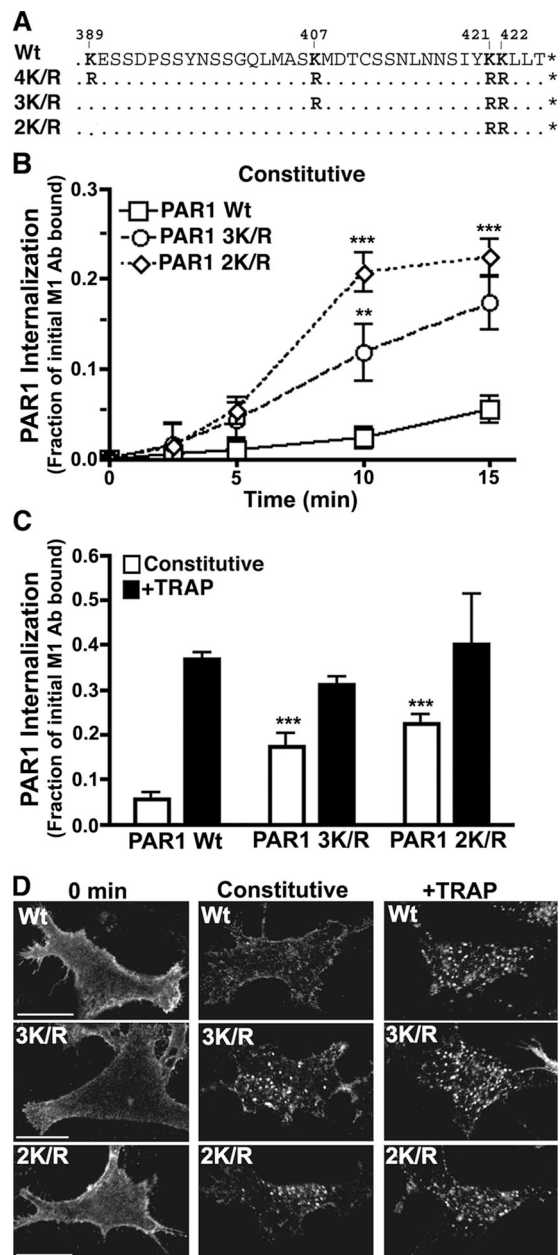 A
389 407 421 422
Wt .KESSDPSSYNSSGQLMASKMDTCSSNLNNSIYKKLLT*
4K/R .R.................R.............RR...*
3K/R ...................R.............RR...*
2K/R .................................RR...*
B
Constitutive
PAR1 Wt
PAR1 3K/R
PAR1 2K/R
***
***
**
PAR1 Internalization
(Fraction of initial M1 Ab bound)
0.3
0.2
0.1
0.0
0 5 10 15
Time (min)
C
Constitutive
+TRAP
PAR1 Internalization
(Fraction of initial M1 Ab bound)
0.6
0.5
0.4
0.3
0.2
0.1
0.0
***
***
PAR1 Wt PAR1 3K/R PAR1 2K/R
D
0 min Constitutive +TRAP
Wt Wt Wt
3K/R 3K/R 3K/R
2K/R 2K/R 2K/R